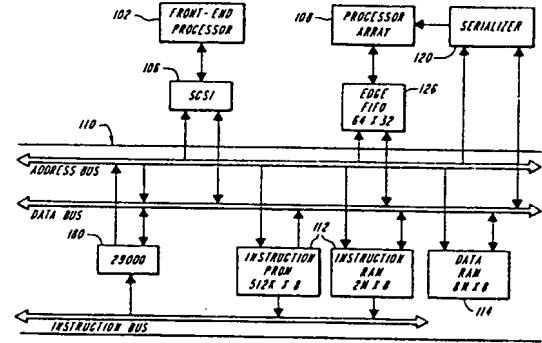 102
FRONT-END
PROCESSOR
108
PROCESSOR
ARRAY
SERIALIZER
120
106
SCSI
EDGE
FIFO
64 X 32
126
110
ADDRESS BUS
DATA BUS
180
29000
112
INSTRUCTION
PROM
512K X 8
INSTRUCTION
RAM
2M X 8
DATA
RAM
8M X 8
114
INSTRUCTION BUS